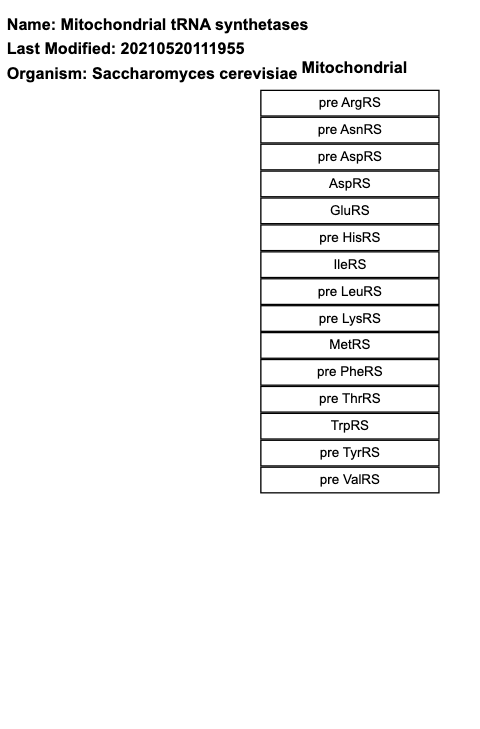 Name: Mitochondrial tRNA synthetases
Last Modified: 20210520111955
Organism: Saccharomyces cerevisiae
Mitochondrial
pre ArgRS
pre AsnRS
pre AspRS
AspRS
GluRS
pre HisRS
IleRS
pre LeuRS
pre LysRS
MetRS
pre PheRS
pre ThrRS
TrpRS
pre TyrRS
pre ValRS